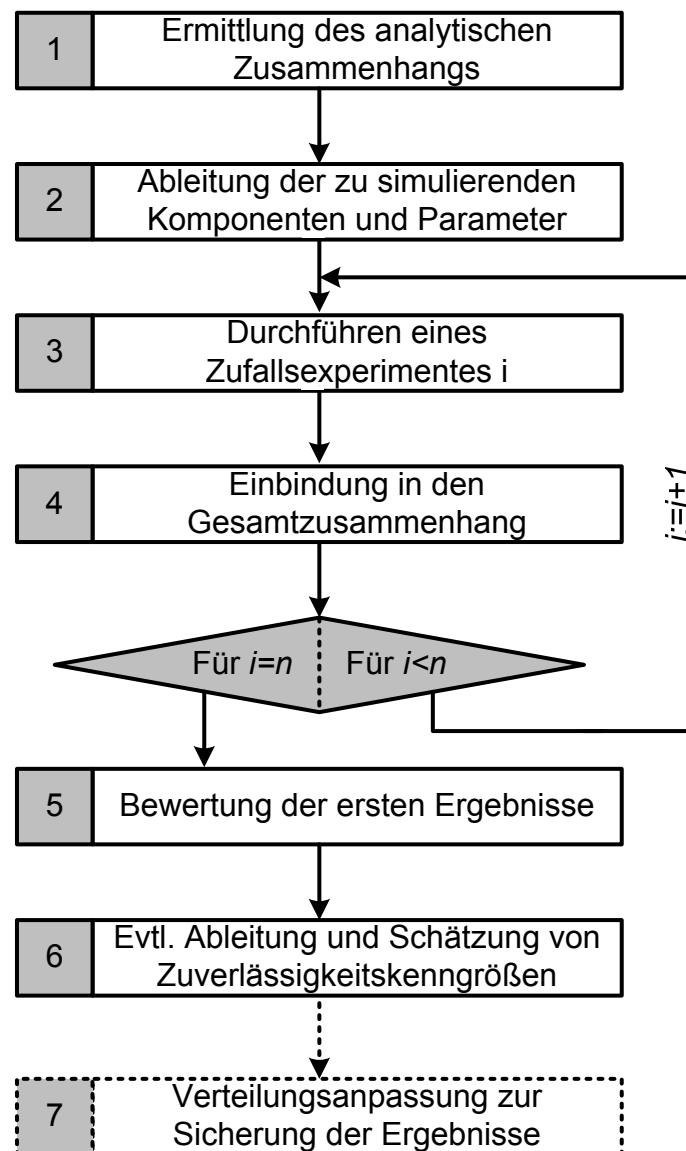 1
Ermittlung des analytischen
Zusammenhangs
2
Ableitung der zu simulierenden
Komponenten und Parameter
3
Durchführen eines
Zufallsexperimentes i
4
Einbindung in den
Gesamtzusammenhang
i:=i+1
Für i=n
Für i<n
5
Bewertung der ersten Ergebnisse
6
Evtl. Ableitung und Schätzung von
Zuverlässigkeitskenngrößen
7
Verteilungsanpassung zur
Sicherung der Ergebnisse